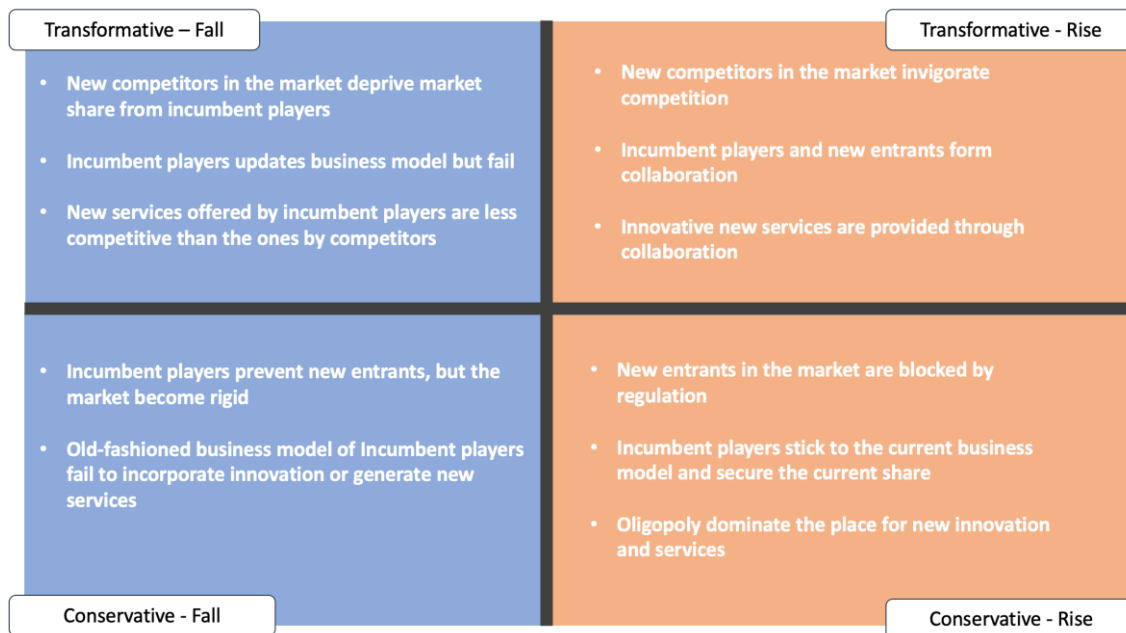 Transformative – Fall
• New competitors in the market deprive market
share from incumbent players
• Incumbent players updates business model but fail
• New services offered by incumbent players are less
competitive than the ones by competitors
Transformative - Rise
• New competitors in the market invigorate
competition
• Incumbent players and new entrants form
collaboration
• Innovative new services are provided through
collaboration
• Incumbent players prevent new entrants, but the
market become rigid
• Old-fashioned business model of Incumbent players
fail to incorporate innovation or generate new
services
Conservative - Fall
• New entrants in the market are blocked by
regulation
• Incumbent players stick to the current business
model and secure the current share
• Oligopoly dominate the place for new innovation
and services
Conservative - Rise